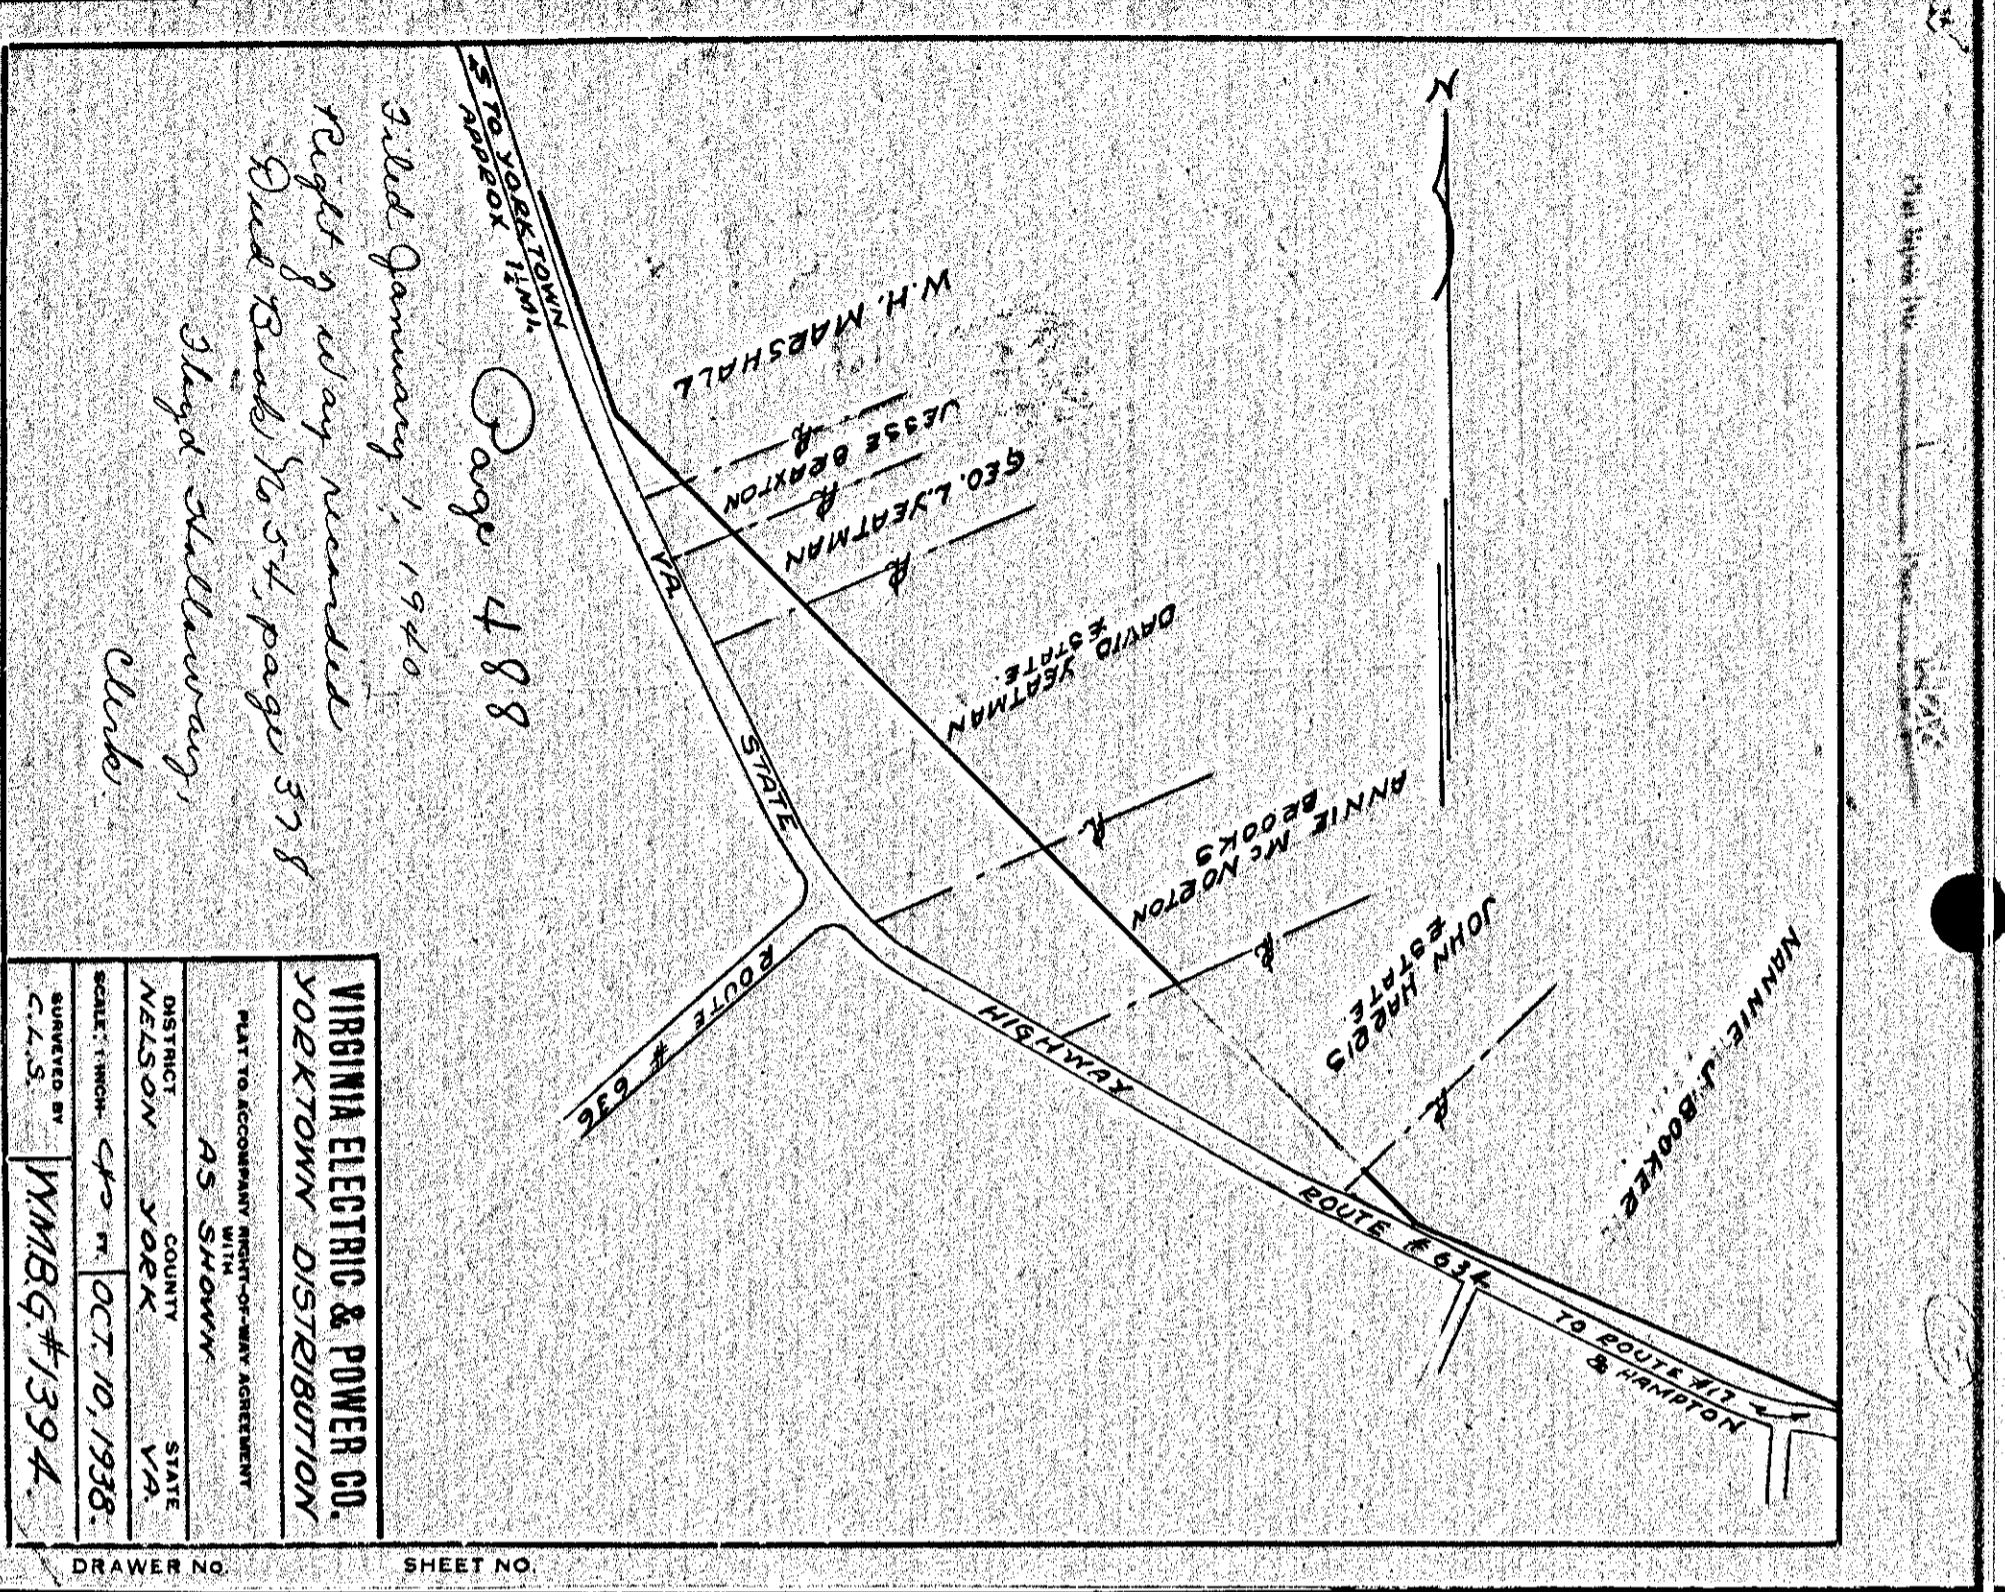 TO YORKTOWN
APPROX 1½ MI.
W.H. MARSHALL
JESSE BRAXTON
GEO. L. YEATMAN
DAVID YEATMAN
ESTATE.
ANNIE McNORTON
BROOKS
JOHN HARRIS
ESTATE.
NANNIE J. BOOKER
VA. STATE HIGHWAY ROUTE # 634
ROUTE # 636
TO ROUTE #17
& HAMPTON
N
Page 488
Filed January 1, 1940
Right of Way recorded
Deed Book No 54, page 378
Floyd Holloway,
Clerk.
VIRGINIA ELECTRIC & POWER CO.
YORKTOWN DISTRIBUTION
PLAT TO ACCOMPANY RIGHT-OF-WAY AGREEMENT
WITH
AS SHOWN
DISTRICT COUNTY STATE
NELSON YORK VA.
SCALE, 1 INCH- FT. OCT. 10, 1938.
SURVEYED BY
C.L.S. WMBG.#1394.
DRAWER NO. SHEET NO.